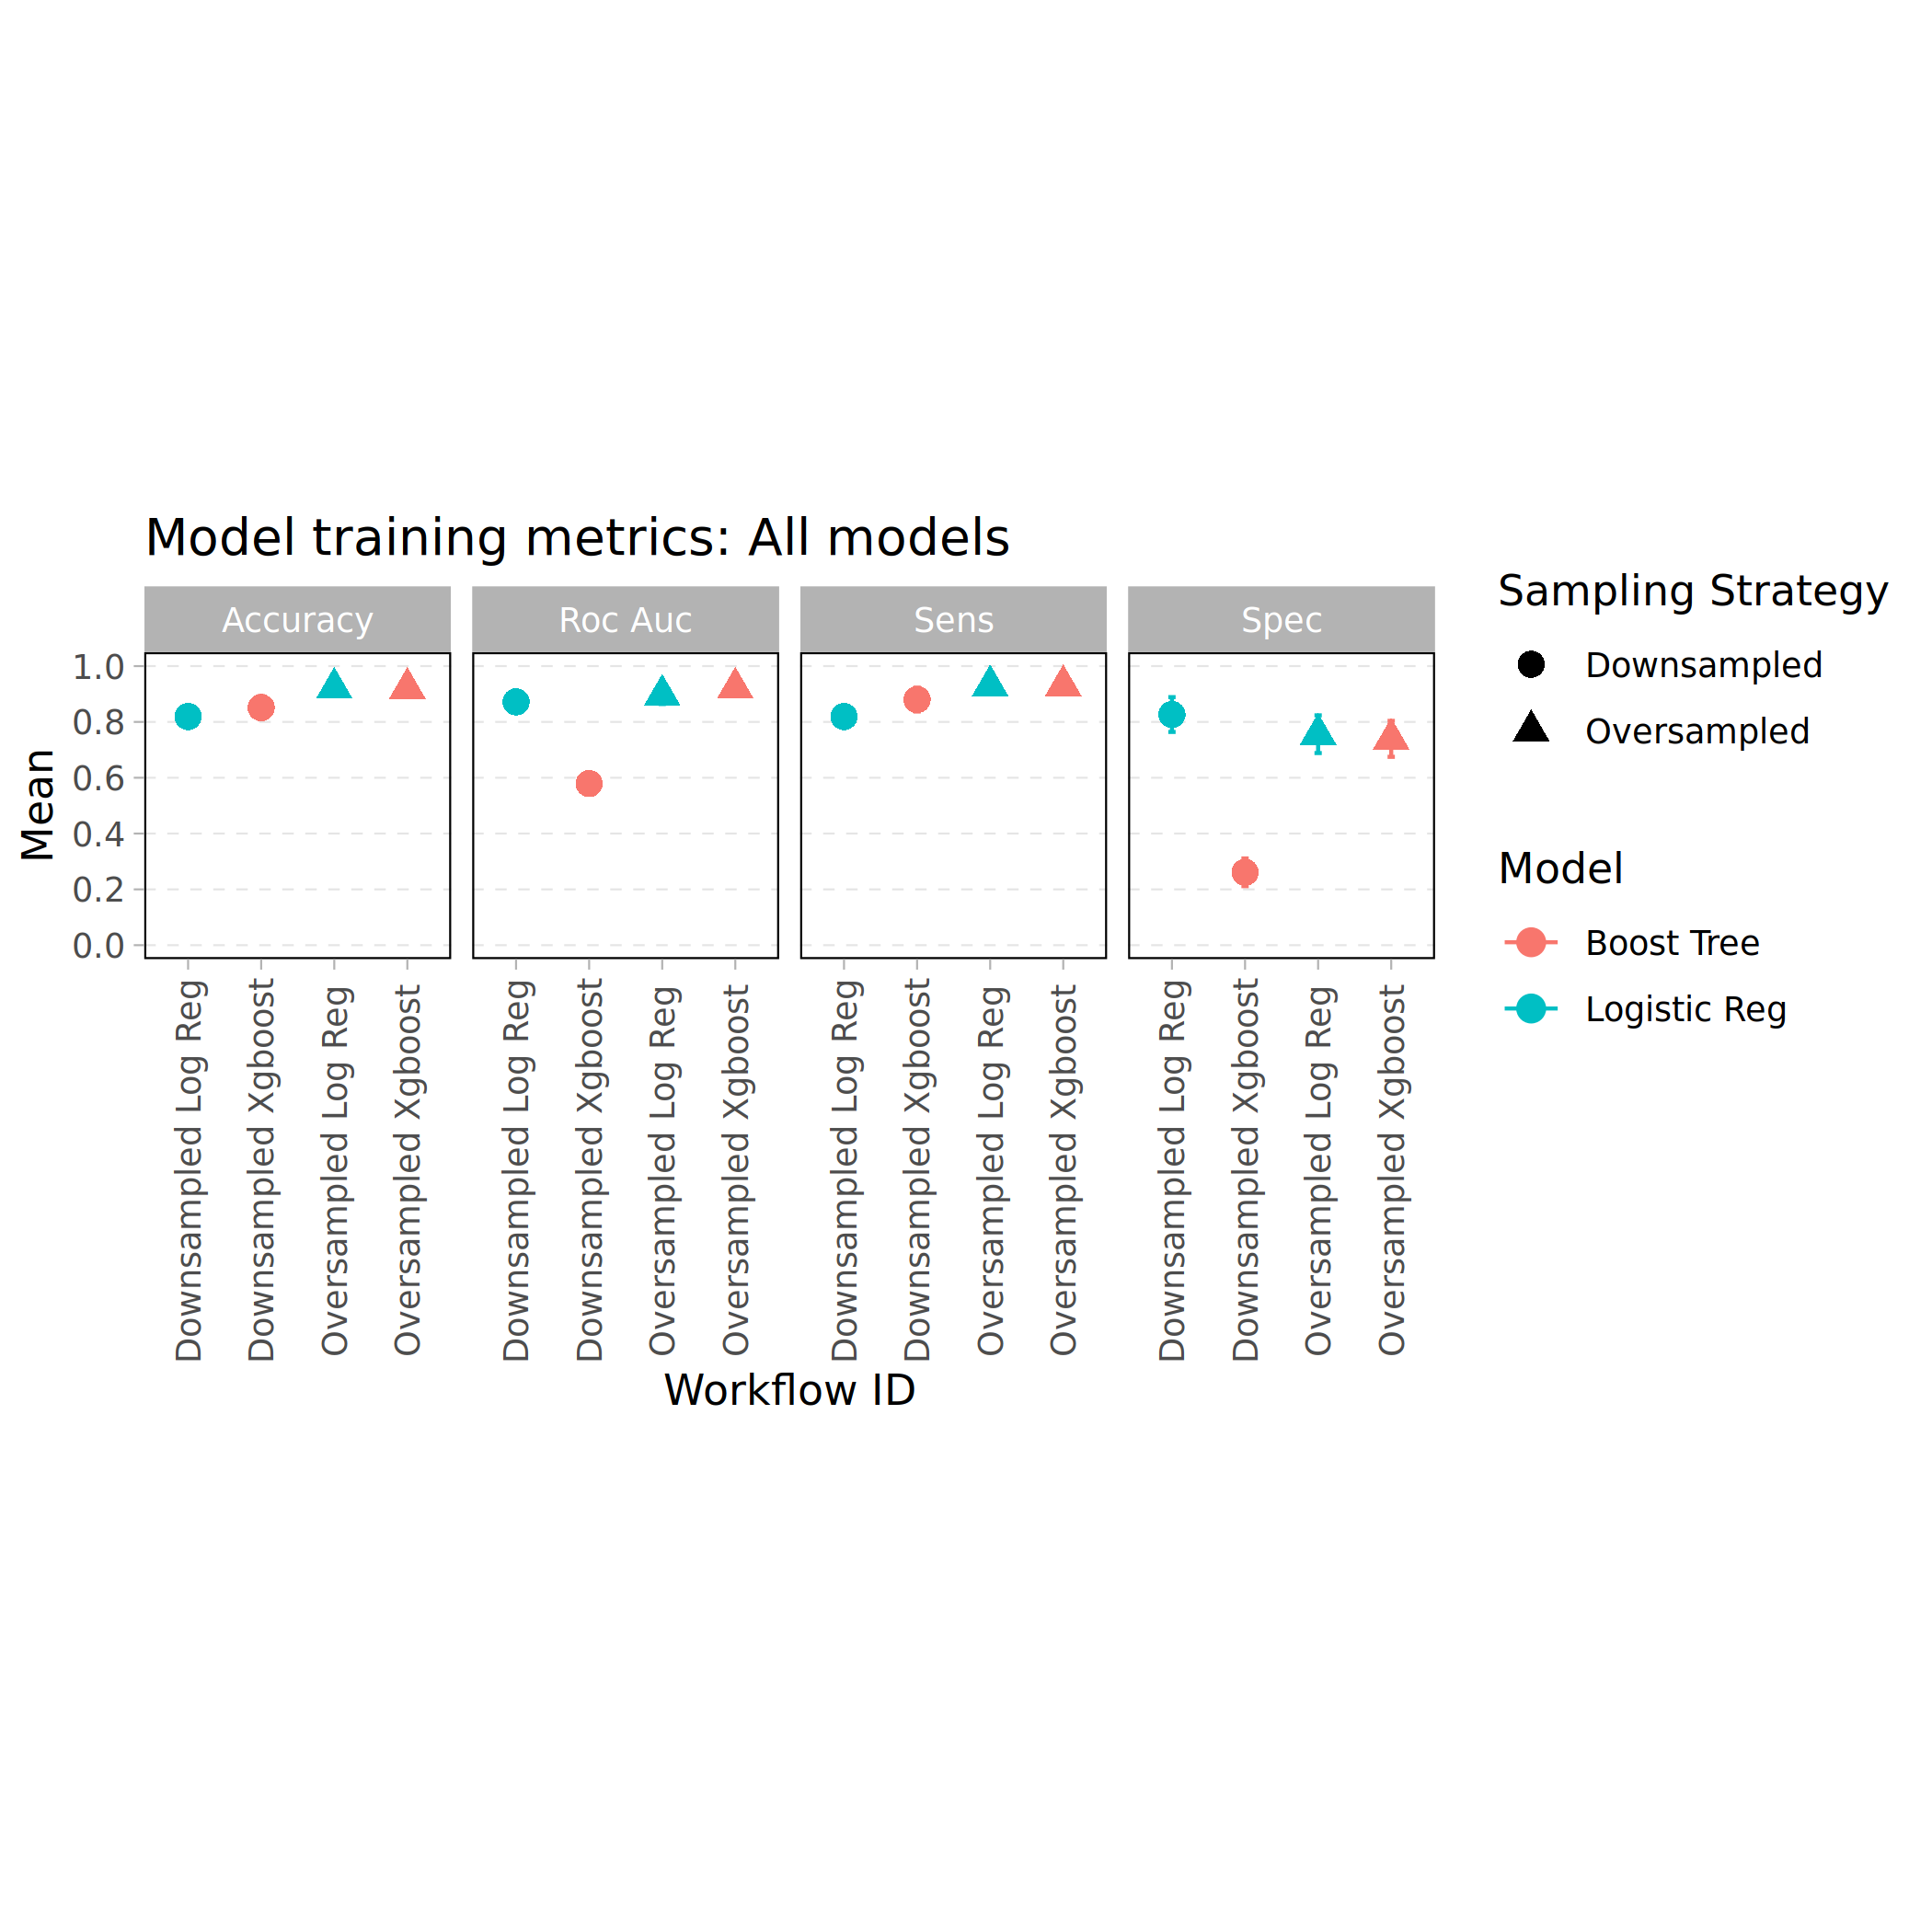 Model training metrics: All models
Accuracy
Roc Auc
Sens
Spec
Mean
1.0
0.8
0.6
0.4
0.2
0.0
Downsampled Log Reg
Downsampled Xgboost
Oversampled Log Reg
Oversampled Xgboost
Downsampled Log Reg
Downsampled Xgboost
Oversampled Log Reg
Oversampled Xgboost
Downsampled Log Reg
Downsampled Xgboost
Oversampled Log Reg
Oversampled Xgboost
Downsampled Log Reg
Downsampled Xgboost
Oversampled Log Reg
Oversampled Xgboost
Workflow ID
Sampling Strategy
Downsampled
Oversampled
Model
Boost Tree
Logistic Reg